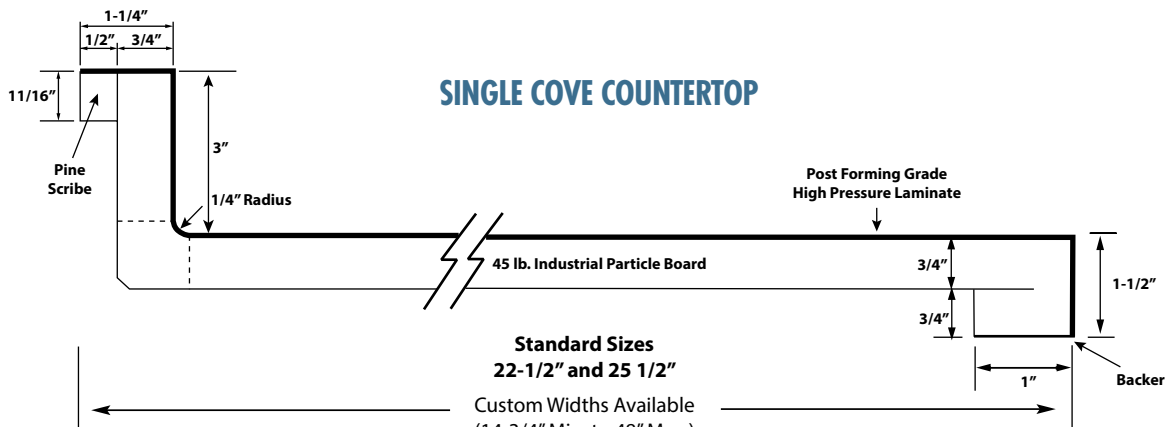 1-1/4”
1/2” 3/4”
11/16”
SINGLE COVE COUNTERTOP
Pine
Scribe
3”
1/4” Radius
Post Forming Grade
High Pressure Laminate
45 lb. Industrial Particle Board
3/4”
1-1/2”
3/4”
Standard Sizes
22-1/2” and 25 1/2”
1”
Backer
Custom Widths Available